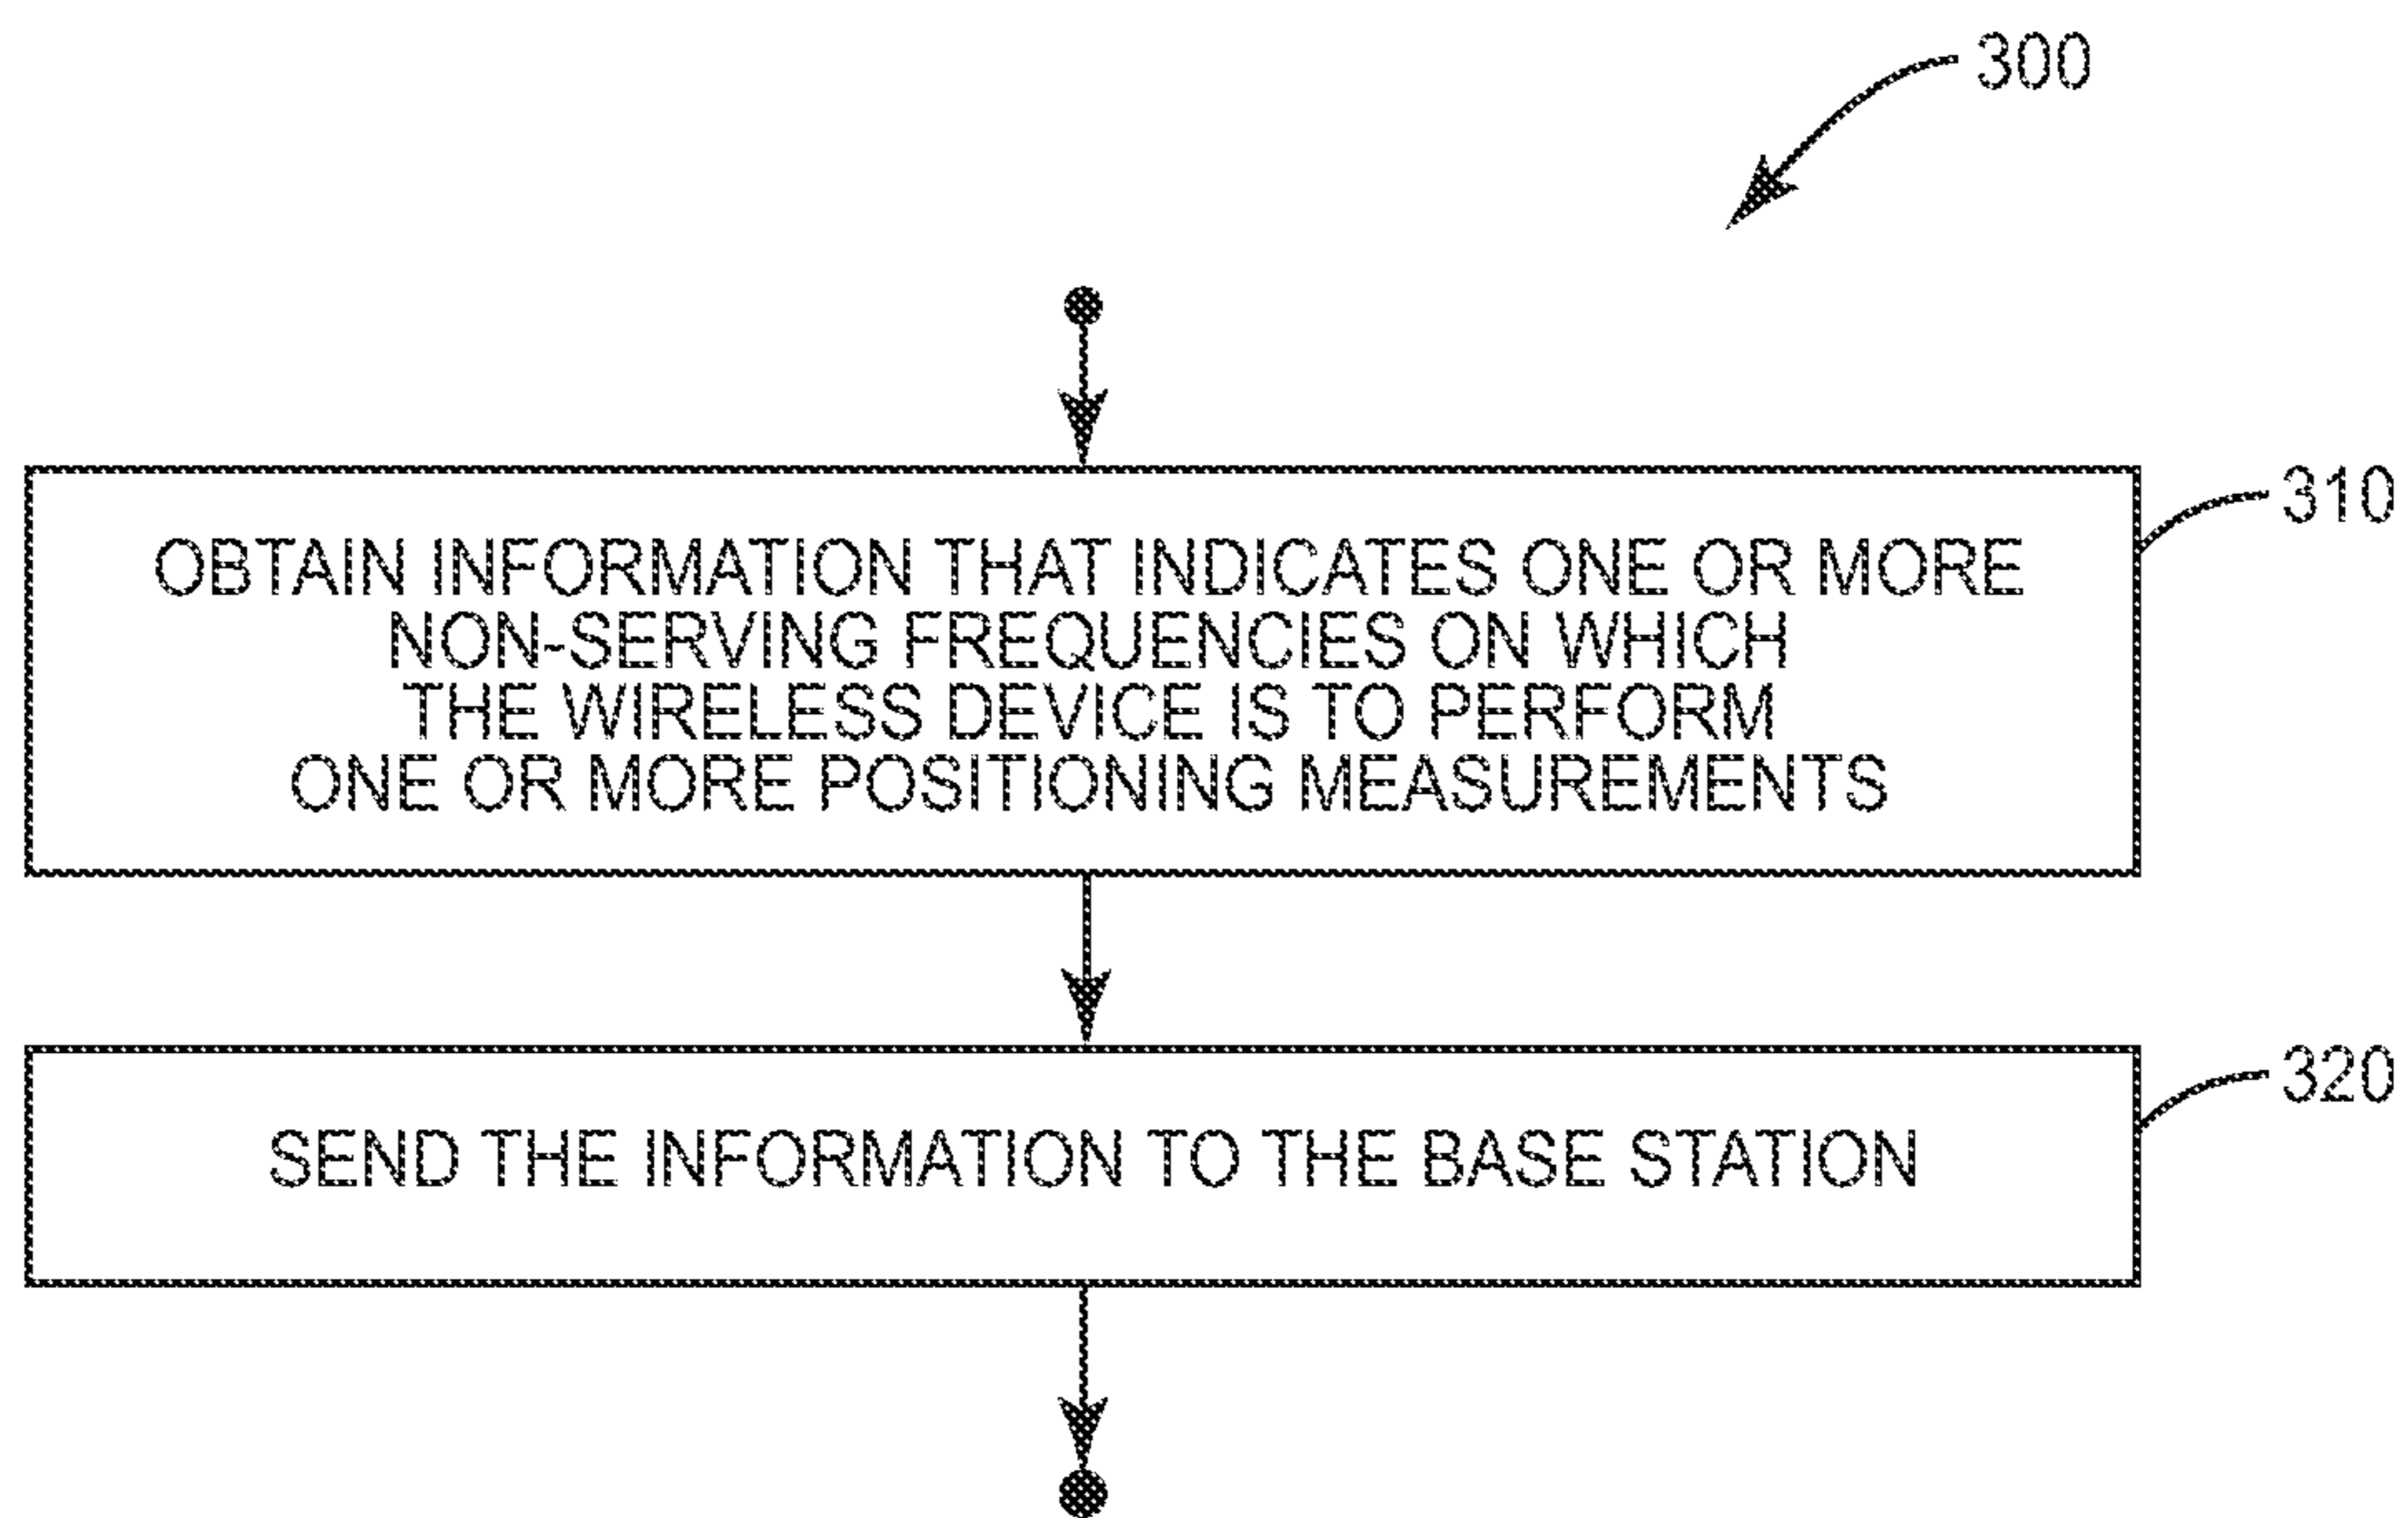 300
310
OBTAIN INFORMATION THAT INDICATES ONE OR MORE
NON-SERVING FREQUENCIES ON WHICH
THE WIRELESS DEVICE IS TO PERFORM
ONE OR MORE POSITIONING MEASUREMENTS
320
SEND THE INFORMATION TO THE BASE STATION